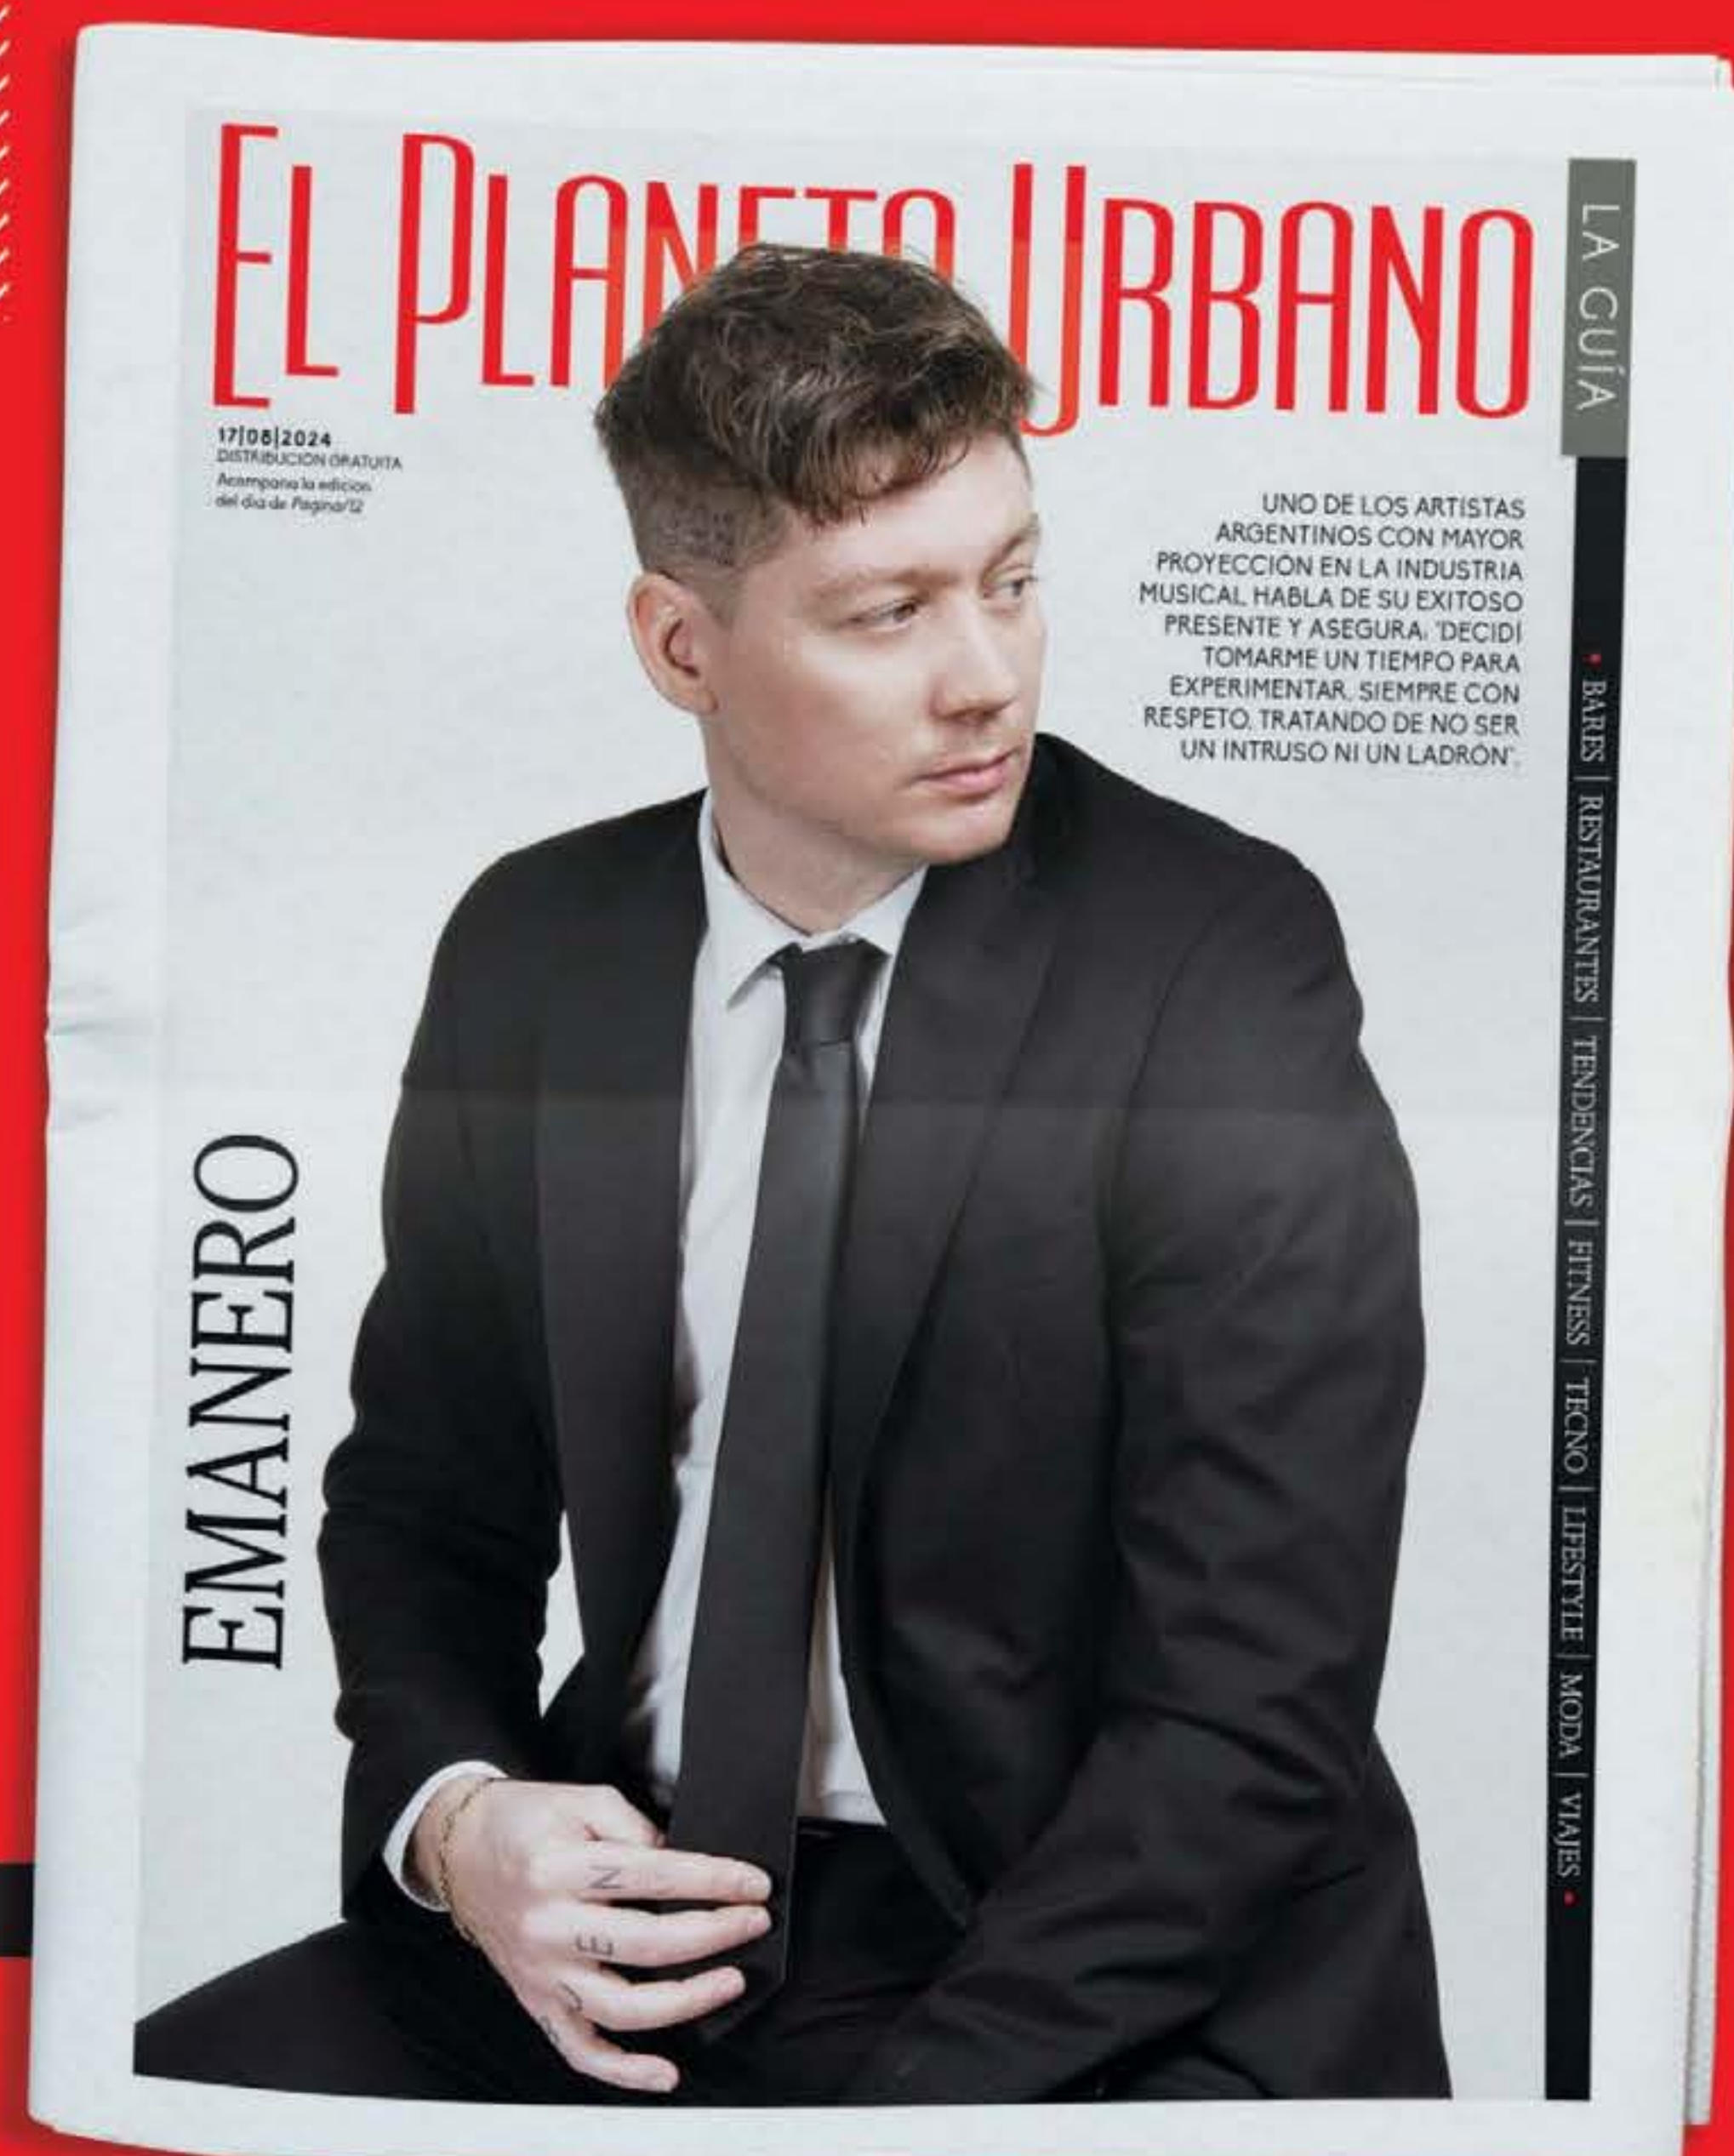 EL PLANETA URBANO
LA GUÍA
17|08|2024
DISTRIBUCIÓN GRATUITA
Acompaña la edición
del día de Página/12
UNO DE LOS ARTISTAS
ARGENTINOS CON MAYOR
PROYECCIÓN EN LA INDUSTRIA
MUSICAL HABLA DE SU EXITOSO
PRESENTE Y ASEGURA: "DECIDÍ
TOMARME UN TIEMPO PARA
EXPERIMENTAR, SIEMPRE CON
RESPETO, TRATANDO DE NO SER
UN INTRUSO NI UN LADRÓN".
• BARES | RESTAURANTES | TENDENCIAS | FITNESS | TECNO | LIFESTYLE | MODA | VIAJES •
EMANERO
N
E